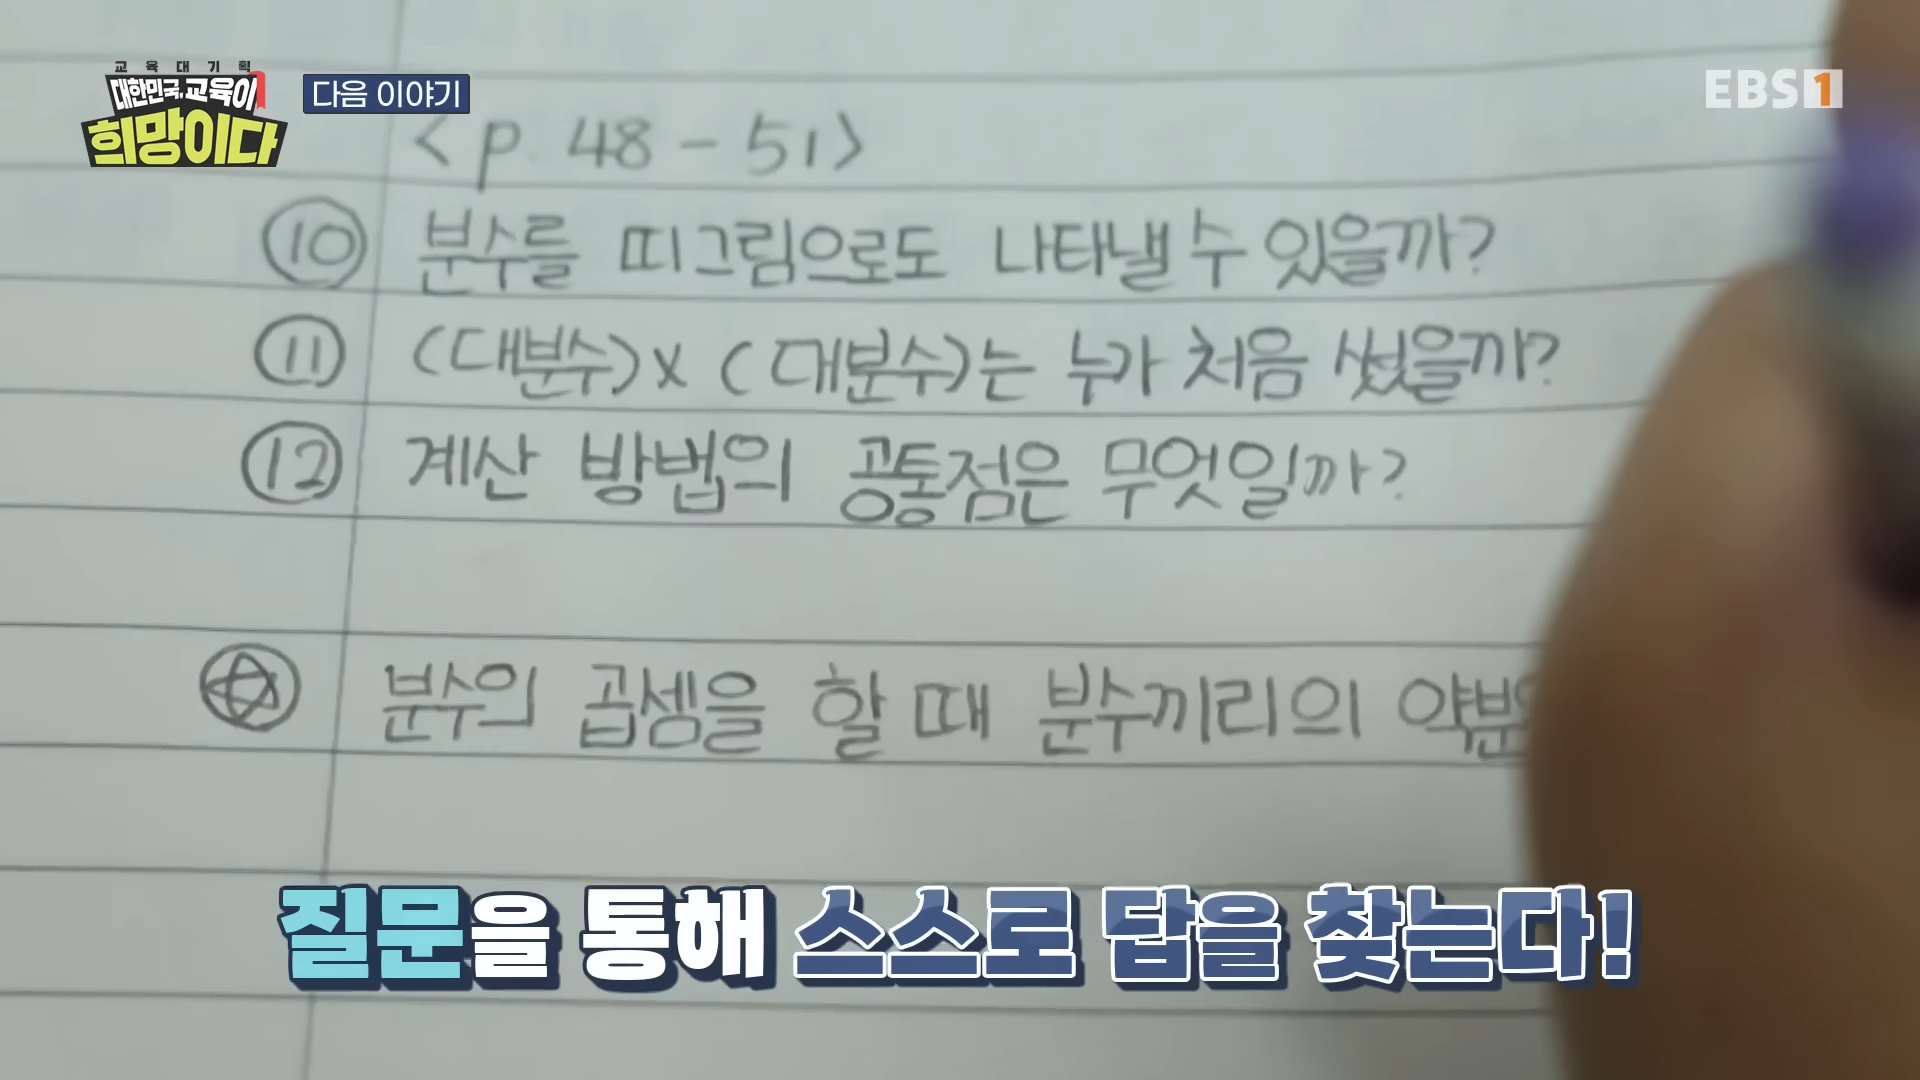 교육대기획
대한민국, 교육이
희망이다
다음 이야기
EBS 1
<p. 48 - 51>
⑩ 분수를 띠그림으로도 나타낼 수 있을까?
⑪ (대분수)x(대분수)는 누가 처음 썼을까?
⑫ 계산 방법의 공통점은 무엇일까?
☆ 분수의 곱셈을 할 때 분수끼리의 약분
질문을 통해 스스로 답을 찾는다!